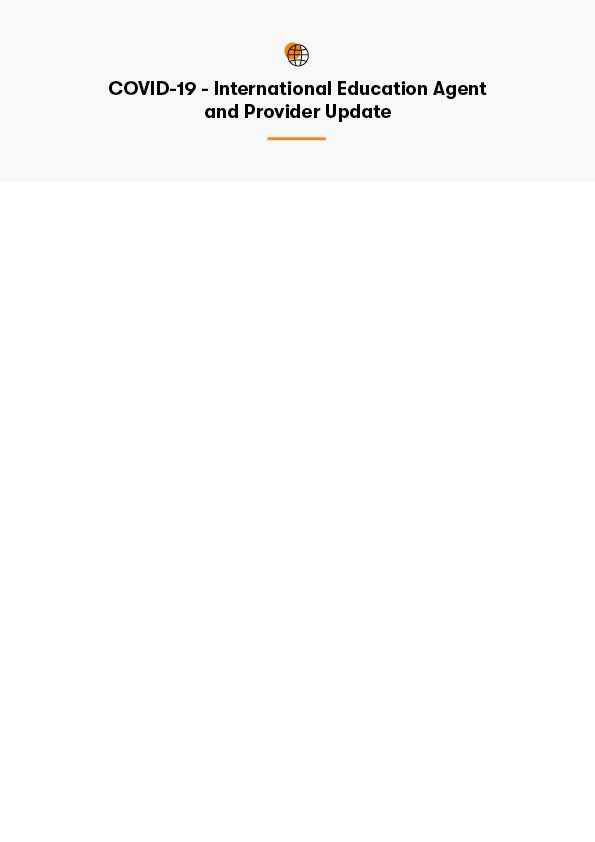 COVID-19 - International Education Agent
and Provider Update